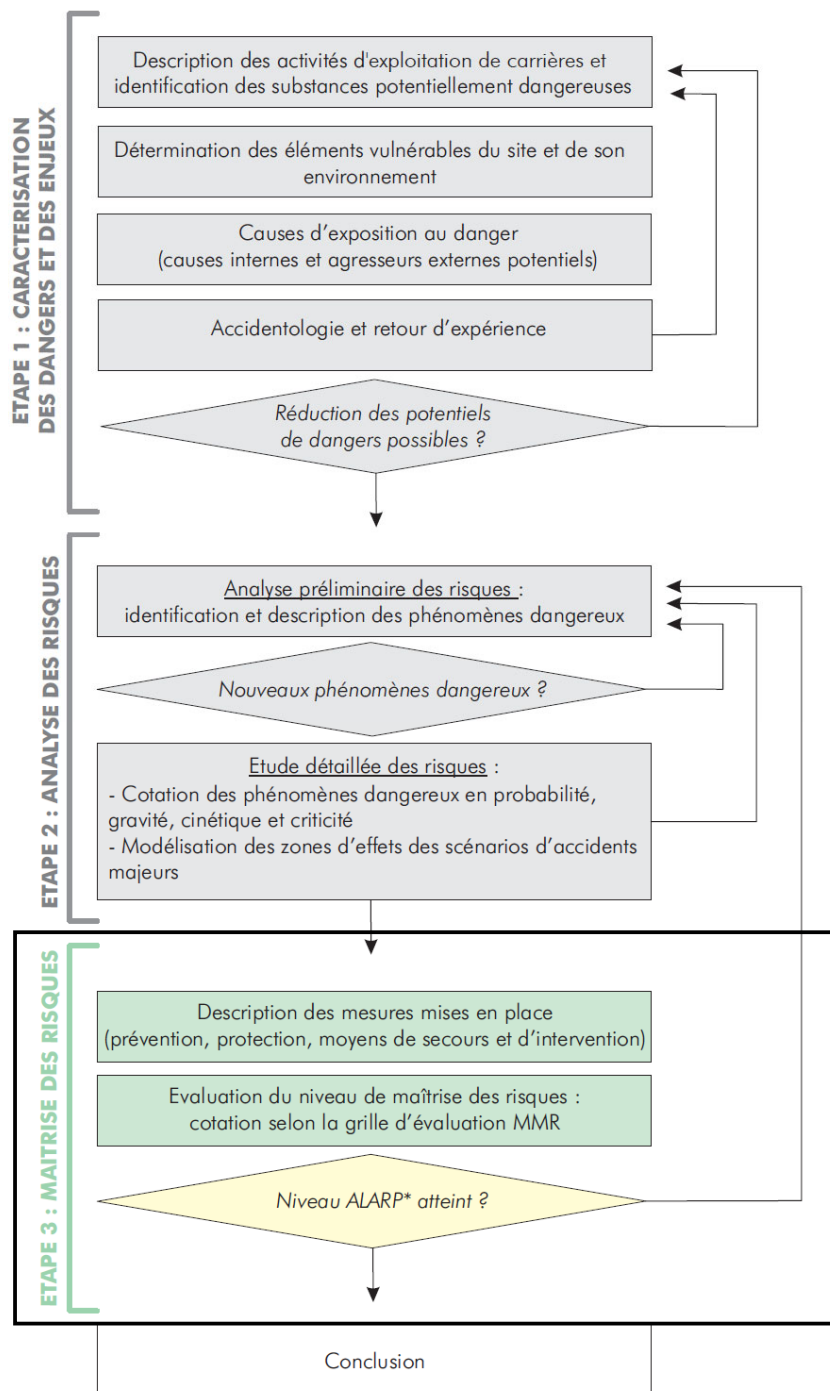 ETAPE 1 : CARACTERISATION
DES DANGERS ET DES ENJEUX
Description des activités d'exploitation de carrières et
identification des substances potentiellement dangereuses
Détermination des éléments vulnérables du site et de son
environnement
Causes d’exposition au danger
(causes internes et agresseurs externes potentiels)
Accidentologie et retour d’expérience
Réduction des potentiels
de dangers possibles ?
ETAPE 2 : ANALYSE DES RISQUES
Analyse préliminaire des risques :
identification et description des phénomènes dangereux
Nouveaux phénomènes dangereux ?
Etude détaillée des risques :
- Cotation des phénomènes dangereux en probabilité,
gravité, cinétique et criticité
- Modélisation des zones d’effets des scénarios d’accidents
majeurs
ETAPE 3 : MAITRISE DES RISQUES
Description des mesures mises en place
(prévention, protection, moyens de secours et d’intervention)
Evaluation du niveau de maîtrise des risques :
cotation selon la grille d’évaluation MMR
Niveau ALARP* atteint ?
Conclusion